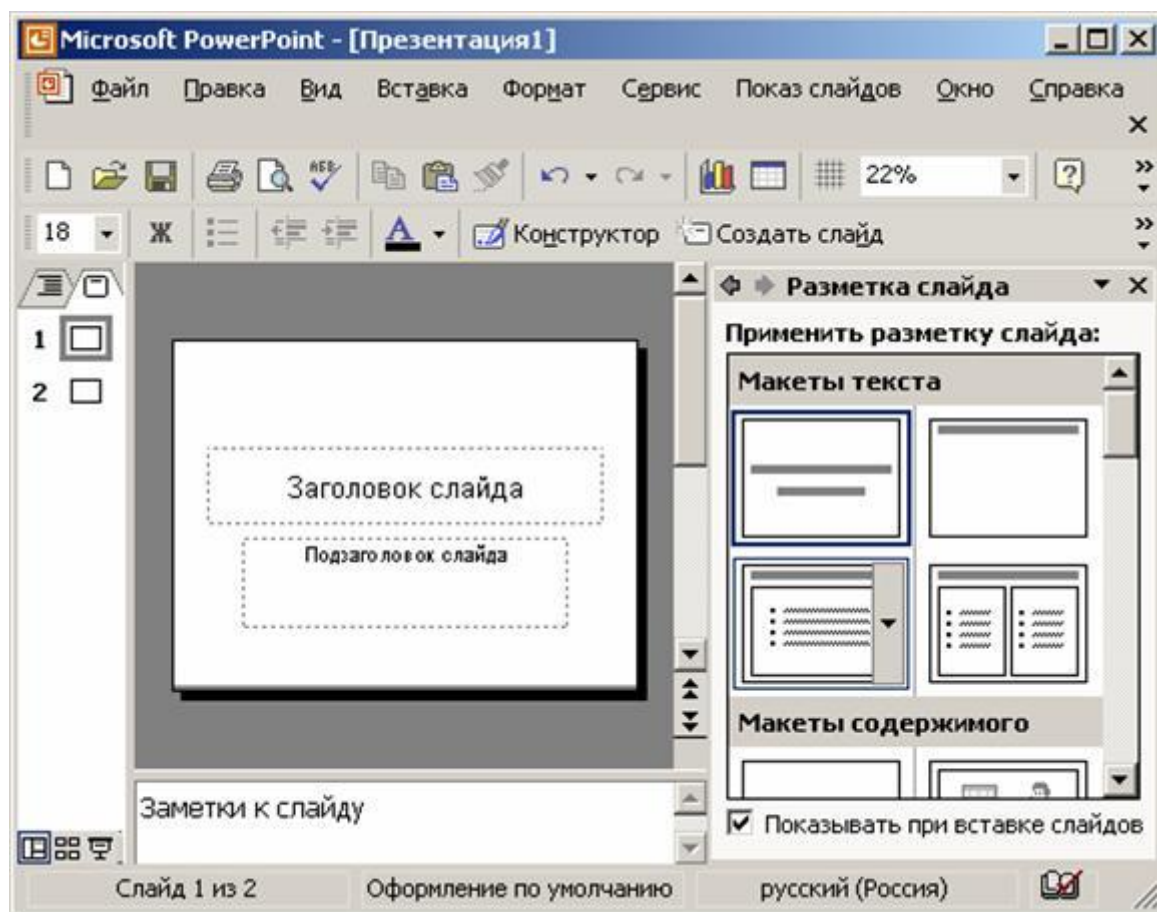 Microsoft PowerPoint - [Презентация1]
Файл Правка Вид Вставка Формат Сервис Показ слайдов Окно Справка
22%
18 Ж А Конструктор Создать слайд
Разметка слайда
Применить разметку слайда:
Макеты текста
1
2
Заголовок слайда
Подзаголовок слайда
Макеты содержимого
Заметки к слайду
Показывать при вставке слайдов
Слайд 1 из 2 Оформление по умолчанию русский (Россия)